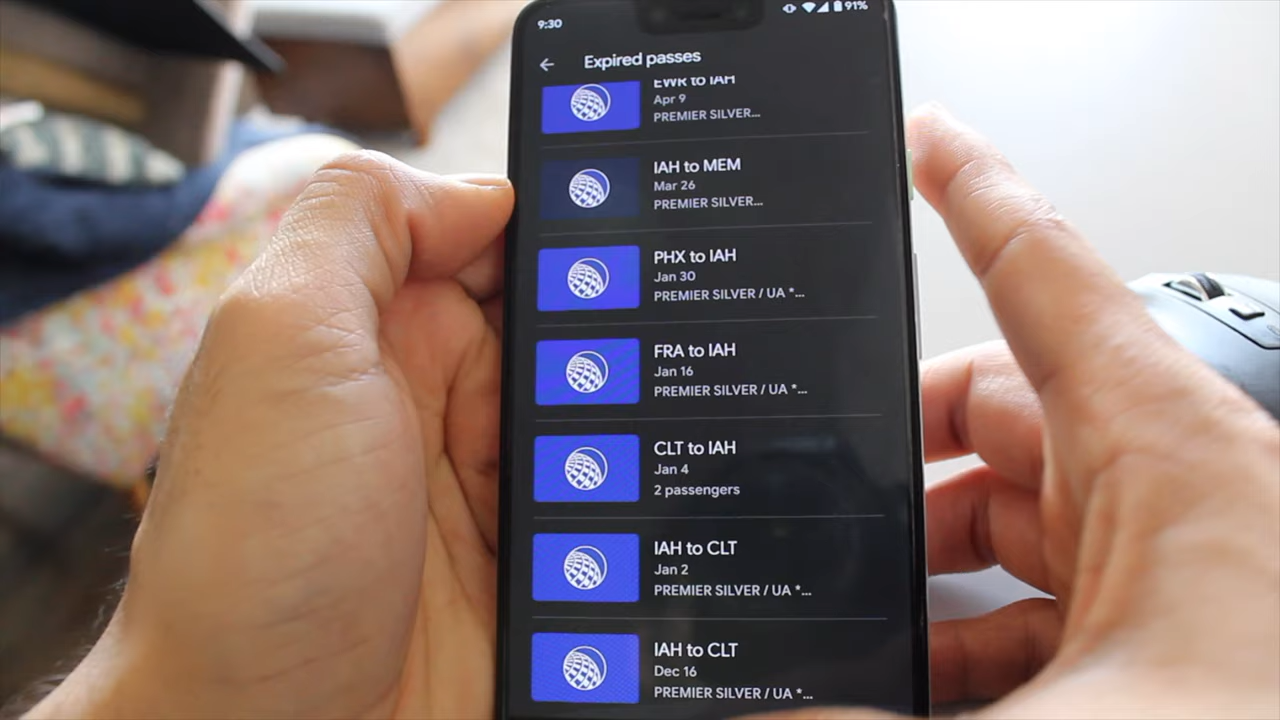 9:30
91%
Expired passes
EWR to IAH
Apr 9
PREMIER SILVER...
IAH to MEM
Mar 26
PREMIER SILVER...
PHX to IAH
Jan 30
PREMIER SILVER / UA *...
FRA to IAH
Jan 16
PREMIER SILVER / UA *...
CLT to IAH
Jan 4
2 passengers
IAH to CLT
Jan 2
PREMIER SILVER / UA *...
IAH to CLT
Dec 16
PREMIER SILVER / UA *...